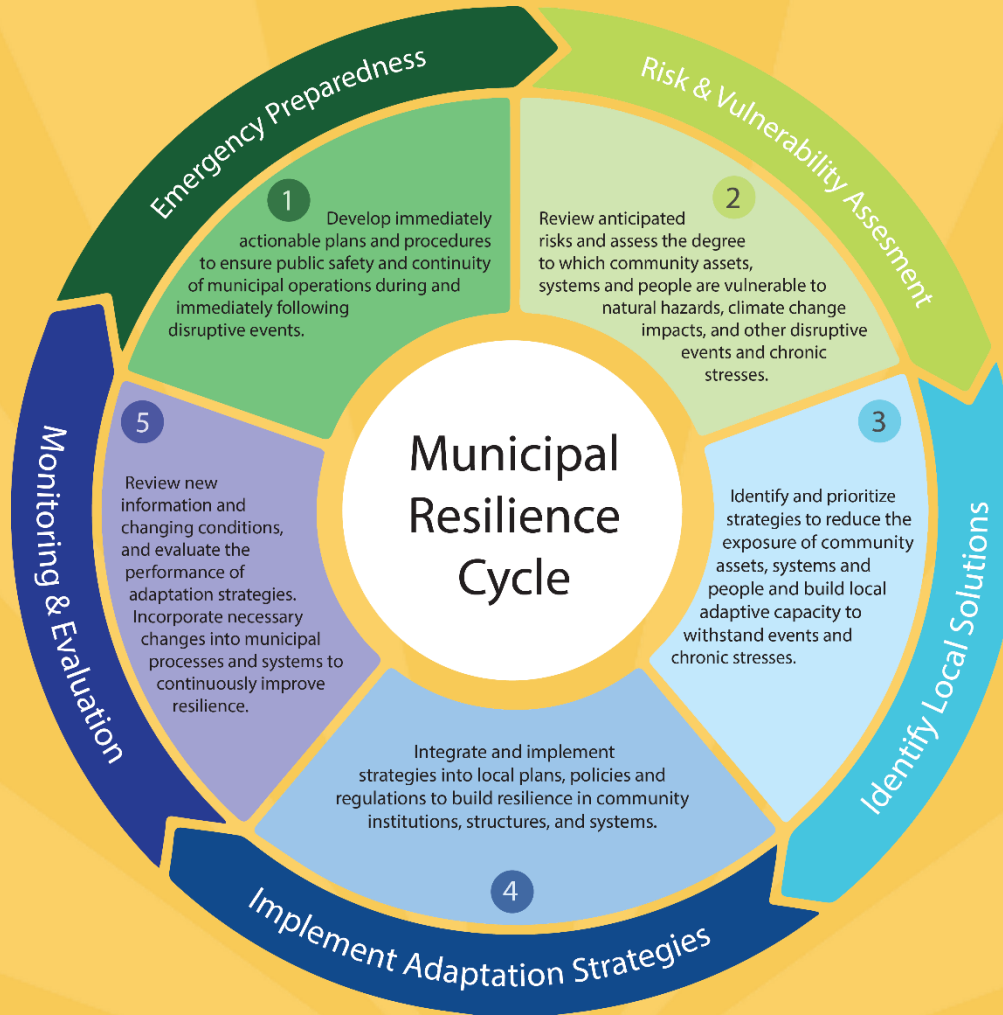 Municipal
Resilience
Cycle
Emergency Preparedness
1
Develop immediately
actionable plans and procedures
to ensure public safety and continuity
of municipal operations during and
immediately following
disruptive events.
Risk & Vulnerability Assesment
2
Review anticipated
risks and assess the degree
to which community assets,
systems and people are vulnerable to
natural hazards, climate change
impacts, and other disruptive
events and chronic
stresses.
Identify Local Solutions
3
Identify and prioritize
strategies to reduce the
exposure of community
assets, systems and
people and build local
adaptive capacity to
withstand events and
chronic stresses.
Integrate and implement
strategies into local plans, policies and
regulations to build resilience in community
institutions, structures, and systems.
4
Implement Adaptation Strategies
Monitoring & Evaluation
5
Review new
information and
changing conditions,
and evaluate the
performance of
adaptation strategies.
Incorporate necessary
changes into municipal
processes and systems to
continuously improve
resilience.